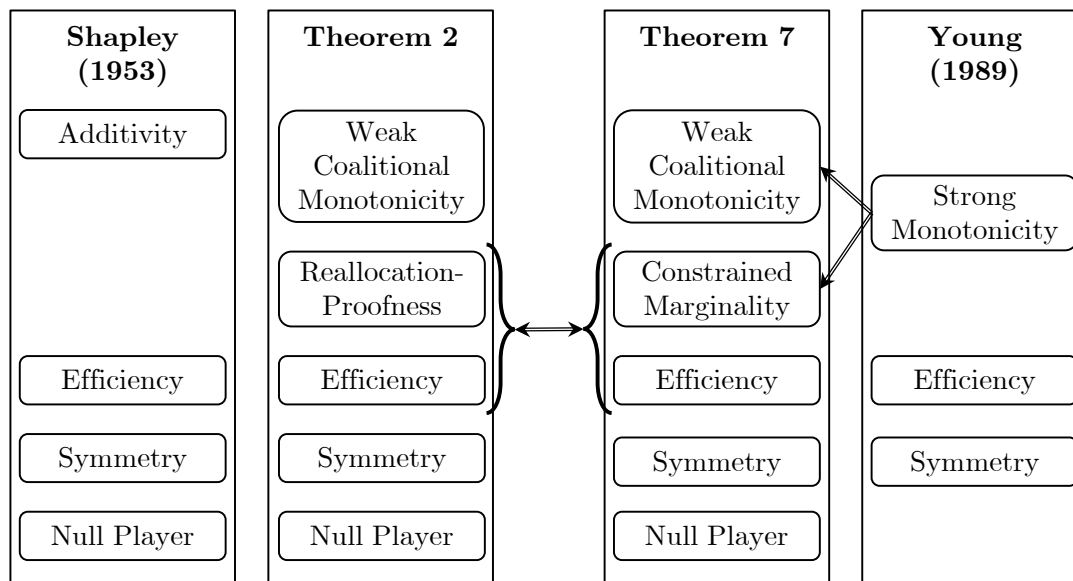 Shapley
(1953)
Additivity
Efficiency
Symmetry
Null Player
Theorem 2
Weak
Coalitional
Monotonicity
Reallocation-
Proofness
Efficiency
Symmetry
Null Player
Theorem 7
Weak
Coalitional
Monotonicity
Constrained
Marginality
Efficiency
Symmetry
Null Player
Young
(1989)
Strong
Monotonicity
Efficiency
Symmetry